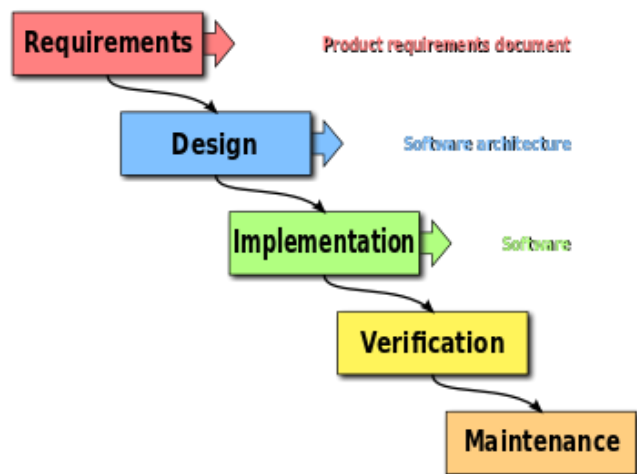 Requirements
Product requirements document
Design
Software architecture
Implementation
Software
Verification
Maintenance